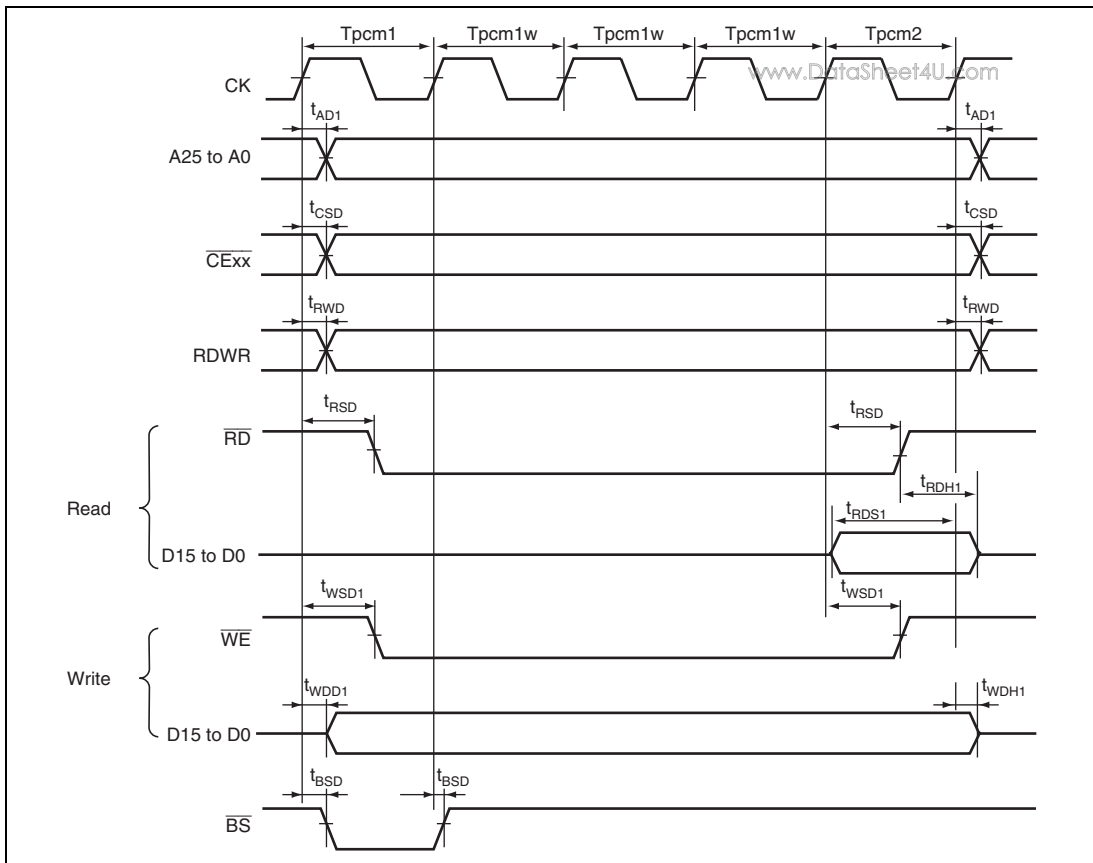 Tpcm1 Tpcm1w Tpcm1w Tpcm1w Tpcm2
www.DataSheet4U.com
CK
tAD1 tAD1
A25 to A0
tCSD tCSD
CExx
tRWD tRWD
RDWR
tRSD tRSD
RD
tRDH1
Read
tRDS1
D15 to D0
tWSD1 tWSD1
WE
Write
tWDD1 tWDH1
D15 to D0
tBSD tBSD
BS